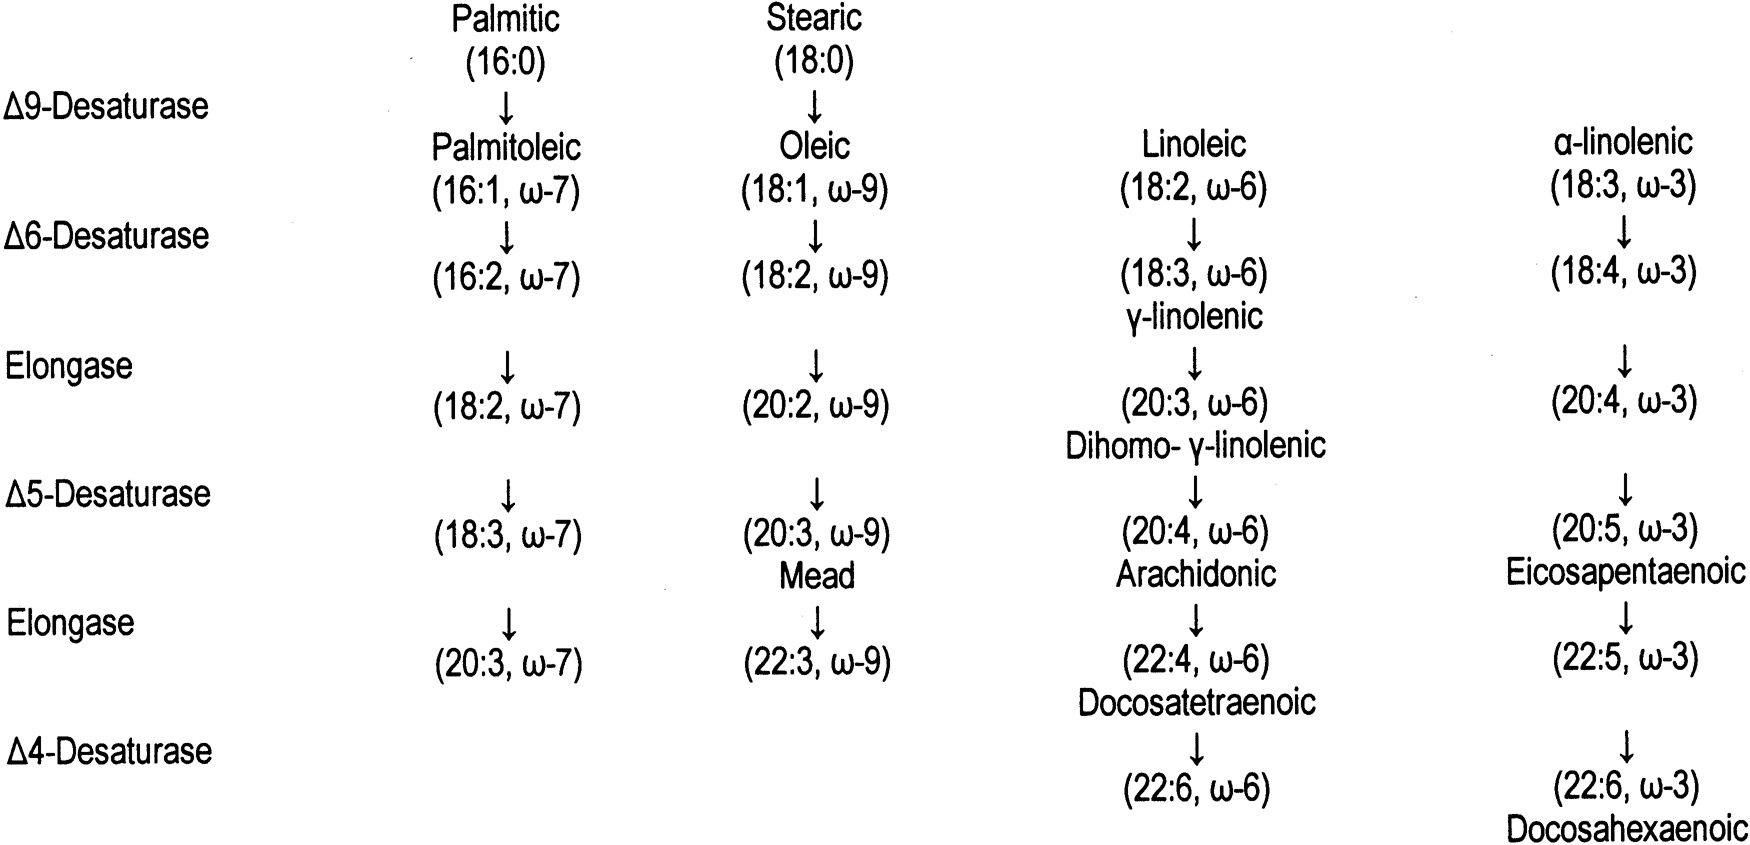 Palmitic Stearic
(16:0) (18:0)
Δ9-Desaturase ↓ ↓
Palmitoleic Oleic Linoleic α-linolenic
(16:1, ω-7) (18:1, ω-9) (18:2, ω-6) (18:3, ω-3)
Δ6-Desaturase ↓ ↓ ↓ ↓
(16:2, ω-7) (18:2, ω-9) (18:3, ω-6) (18:4, ω-3)
γ-linolenic
Elongase ↓ ↓ ↓ ↓
(18:2, ω-7) (20:2, ω-9) (20:3, ω-6) (20:4, ω-3)
Dihomo- γ-linolenic
Δ5-Desaturase ↓ ↓ ↓ ↓
(18:3, ω-7) (20:3, ω-9) (20:4, ω-6) (20:5, ω-3)
Mead Arachidonic Eicosapentaenoic
Elongase ↓ ↓ ↓ ↓
(20:3, ω-7) (22:3, ω-9) (22:4, ω-6) (22:5, ω-3)
Docosatetraenoic
Δ4-Desaturase ↓ ↓
(22:6, ω-6) (22:6, ω-3)
Docosahexaenoic